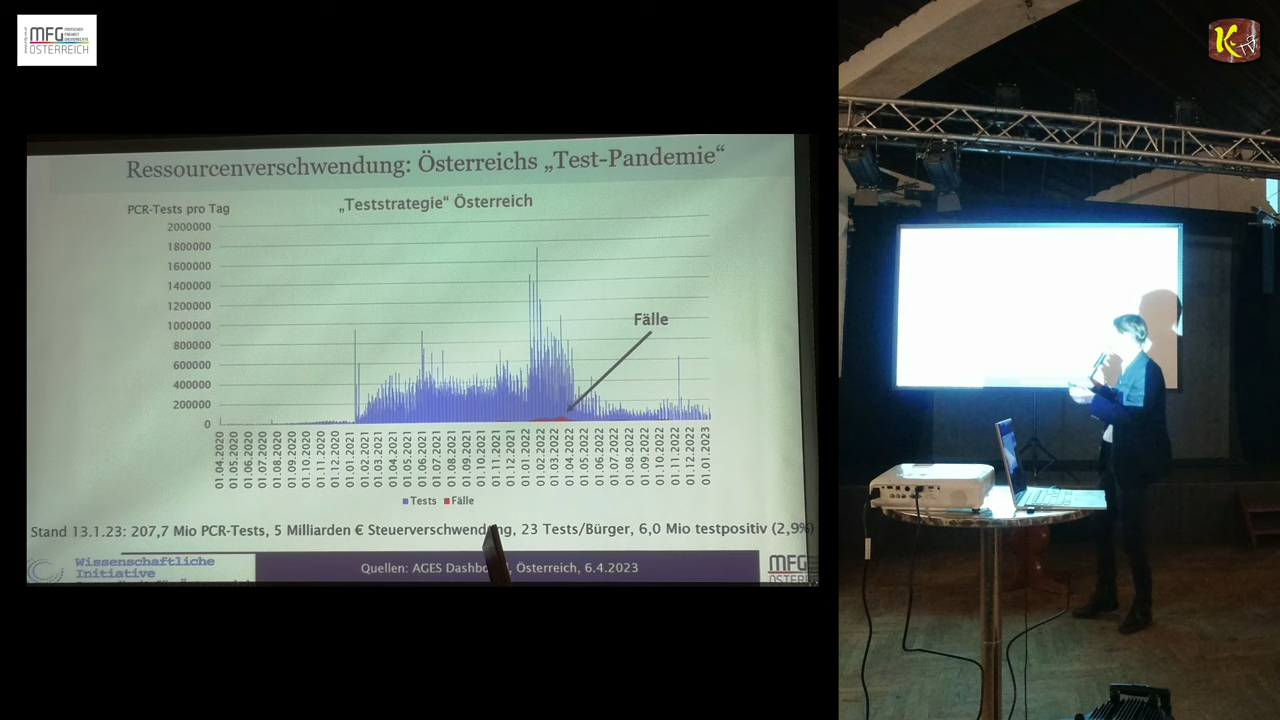 MFG
MENSCHEN
FREIHEIT
GRUNDRECHTE
ÖSTERREICH
K
TV
Ressourcenverschwendung: Österreichs „Test-Pandemie“
PCR-Tests pro Tag
„Teststrategie“ Österreich
2000000
1800000
1600000
1400000
1200000
1000000
800000
600000
400000
200000
0
Fälle
01.04.2020
01.05.2020
01.06.2020
01.07.2020
01.08.2020
01.09.2020
01.10.2020
01.11.2020
01.12.2020
01.01.2021
01.02.2021
01.03.2021
01.04.2021
01.05.2021
01.06.2021
01.07.2021
01.08.2021
01.09.2021
01.10.2021
01.11.2021
01.12.2021
01.01.2022
01.02.2022
01.03.2022
01.04.2022
01.05.2022
01.06.2022
01.07.2022
01.08.2022
01.09.2022
01.10.2022
01.11.2022
01.12.2022
01.01.2023
Tests Fälle
Stand 13.1.23: 207,7 Mio PCR-Tests, 5 Milliarden € Steuerverschwendung, 23 Tests/Bürger, 6,0 Mio testpositiv (2,9%)
Wissenschaftliche
Initiative
Quellen: AGES Dashboard, Österreich, 6.4.2023
MFG
ÖSTERR